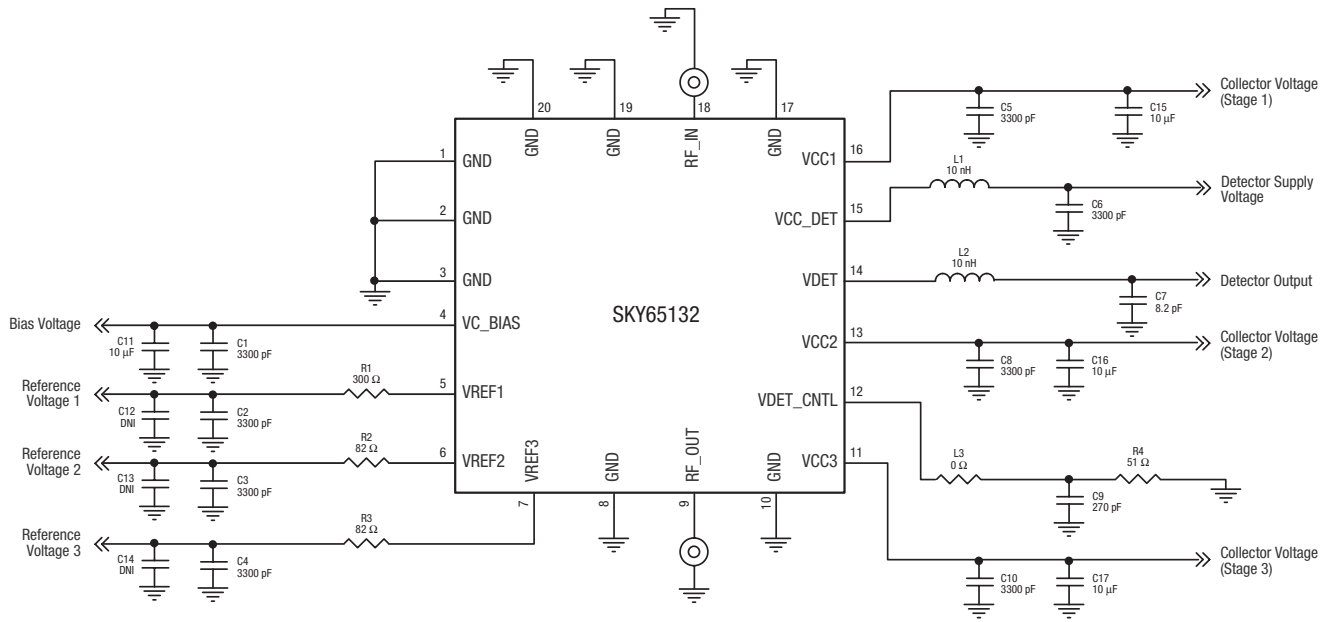 20
19
18
17
GND
GND
RF_IN
GND
1
GND
2
GND
3
GND
Bias Voltage
4
VC_BIAS
C11
10 µF
C1
3300 pF
Reference
Voltage 1
R1
300 Ω
5
VREF1
C12
DNI
C2
3300 pF
Reference
Voltage 2
R2
82 Ω
6
VREF2
C13
DNI
C3
3300 pF
Reference
Voltage 3
R3
82 Ω
C14
DNI
C4
3300 pF
SKY65132
VREF3
GND
RF_OUT
GND
7
8
9
10
VCC1
16
C5
3300 pF
C15
10 µF
Collector Voltage
(Stage 1)
VCC_DET
15
L1
10 nH
C6
3300 pF
Detector Supply
Voltage
VDET
14
L2
10 nH
C7
8.2 pF
Detector Output
VCC2
13
C8
3300 pF
C16
10 µF
Collector Voltage
(Stage 2)
VDET_CNTL
12
L3
0 Ω
C9
270 pF
R4
51 Ω
VCC3
11
C10
3300 pF
C17
10 µF
Collector Voltage
(Stage 3)